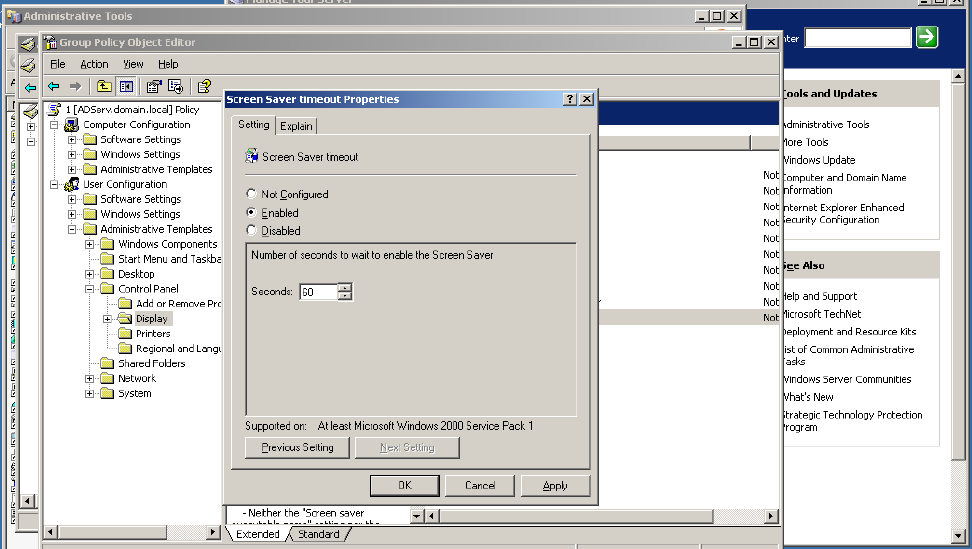 Manage Your Server
Administrative Tools
Group Policy Object Editor
File Action View Help
1 [ADServ.domain.local] Policy
Computer Configuration
Software Settings
Windows Settings
Administrative Templates
User Configuration
Software Settings
Windows Settings
Administrative Templates
Windows Components
Start Menu and Taskba
Desktop
Control Panel
Add or Remove Pro
Display
Printers
Regional and Langu
Shared Folders
Network
System
Screen Saver timeout Properties
Setting Explain
Screen Saver timeout
Not Configured
Enabled
Disabled
Number of seconds to wait to enable the Screen Saver
Seconds: 60
Supported on: At least Microsoft Windows 2000 Service Pack 1
Previous Setting Next Setting
OK Cancel Apply
Not
Not
Not
Not
Not
Not
Not
Not
Not
Not
- Neither the "Screen saver
executable name" setting nor the
Extended Standard
nter
Tools and Updates
Administrative Tools
More Tools
Windows Update
Computer and Domain Name
Information
Internet Explorer Enhanced
Security Configuration
See Also
Help and Support
Microsoft TechNet
Deployment and Resource Kits
List of Common Administrative
Tasks
Windows Server Communities
What's New
Strategic Technology Protection
Program